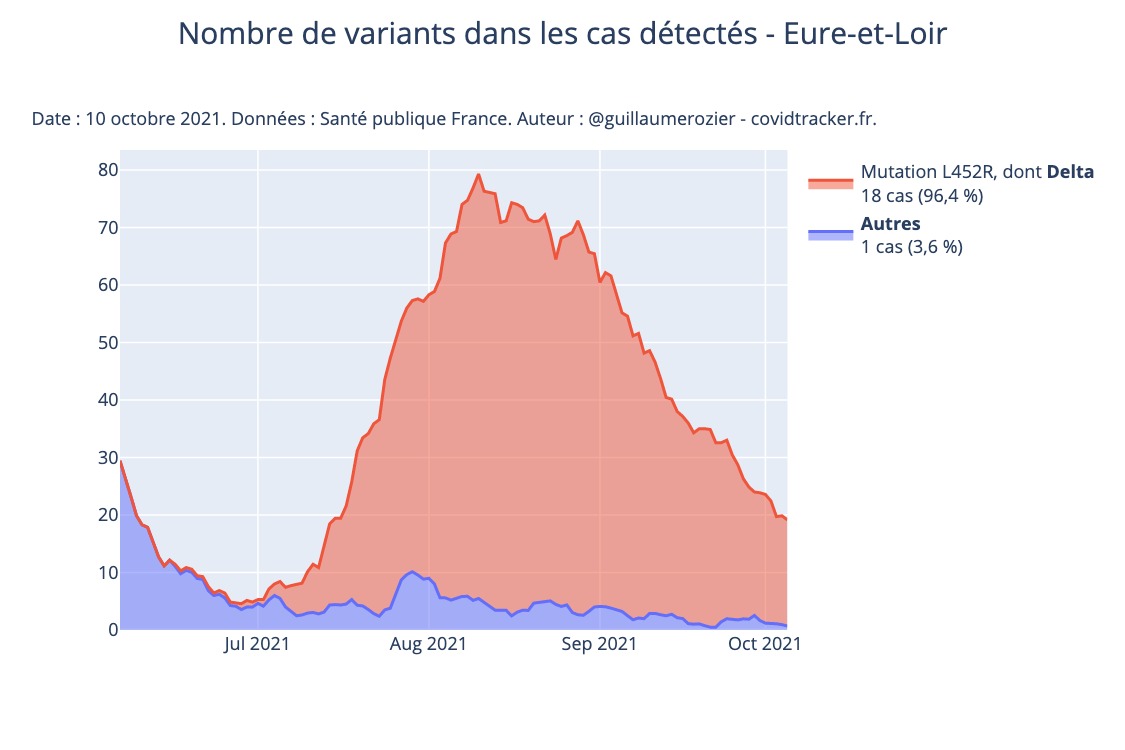 Nombre de variants dans les cas détectés - Eure-et-Loir
Date : 10 octobre 2021. Données : Santé publique France. Auteur : @guillaumerozier - covidtracker.fr.
80
70
60
50
40
30
20
10
0
Jul 2021
Aug 2021
Sep 2021
Oct 2021
Mutation L452R, dont Delta
18 cas (96,4 %)
Autres
1 cas (3,6 %)